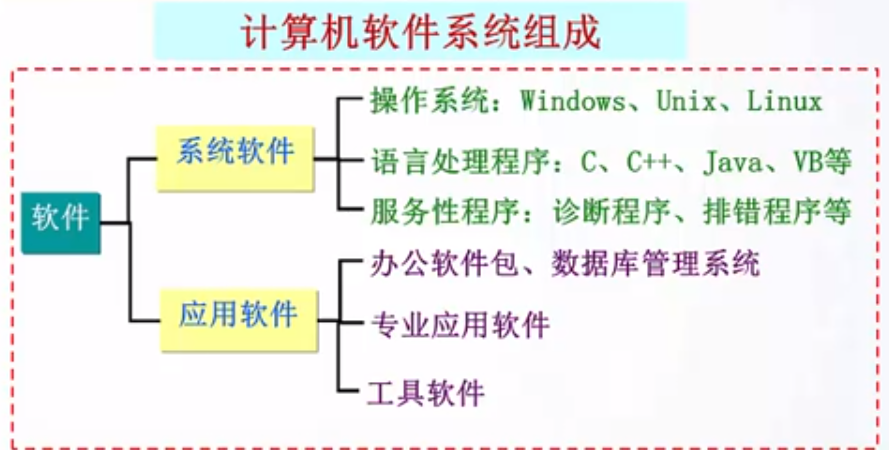 计算机软件系统组成
操作系统：Windows、Unix、Linux
系统软件
语言处理程序：C、C++、Java、VB等
软件
服务性程序：诊断程序、排错程序等
办公软件包、数据库管理系统
应用软件
专业应用软件
工具软件